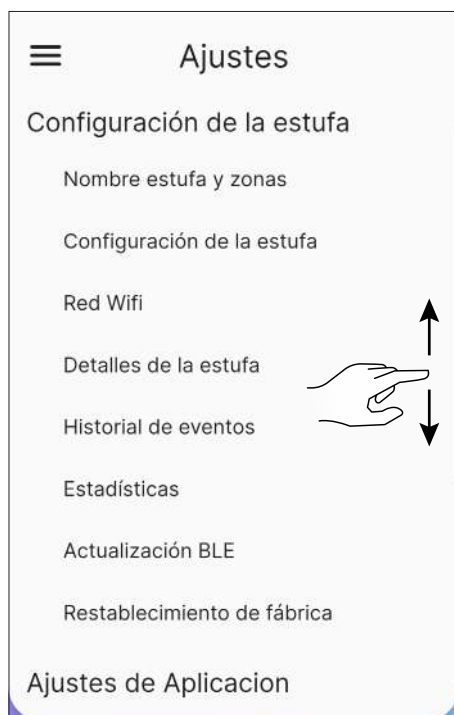 Ajustes
Configuración de la estufa
Nombre estufa y zonas
Configuración de la estufa
Red Wifi
Detalles de la estufa
Historial de eventos
Estadísticas
Actualización BLE
Restablecimiento de fábrica
Ajustes de Aplicacion